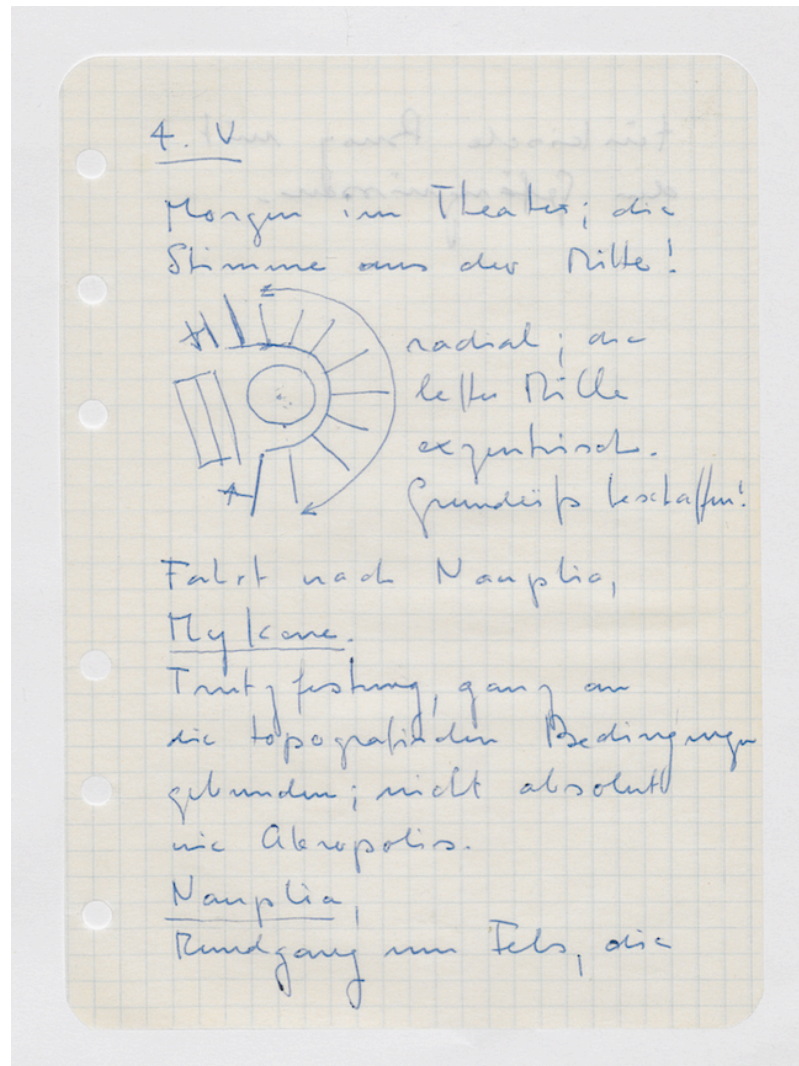 4. V
Morgen im Theater; die
Stimme aus der Mitte!
radial; die
letzte Mitte
exzentrisch.
Grundriß beschaffen!
Fahrt nach Nauplia,
Mykene.
Trutzfestung, ganz an
die topografischen Bedingungen
gebunden; nicht absolut
wie Akropolis.
Nauplia,
Rundgang um Fels, die